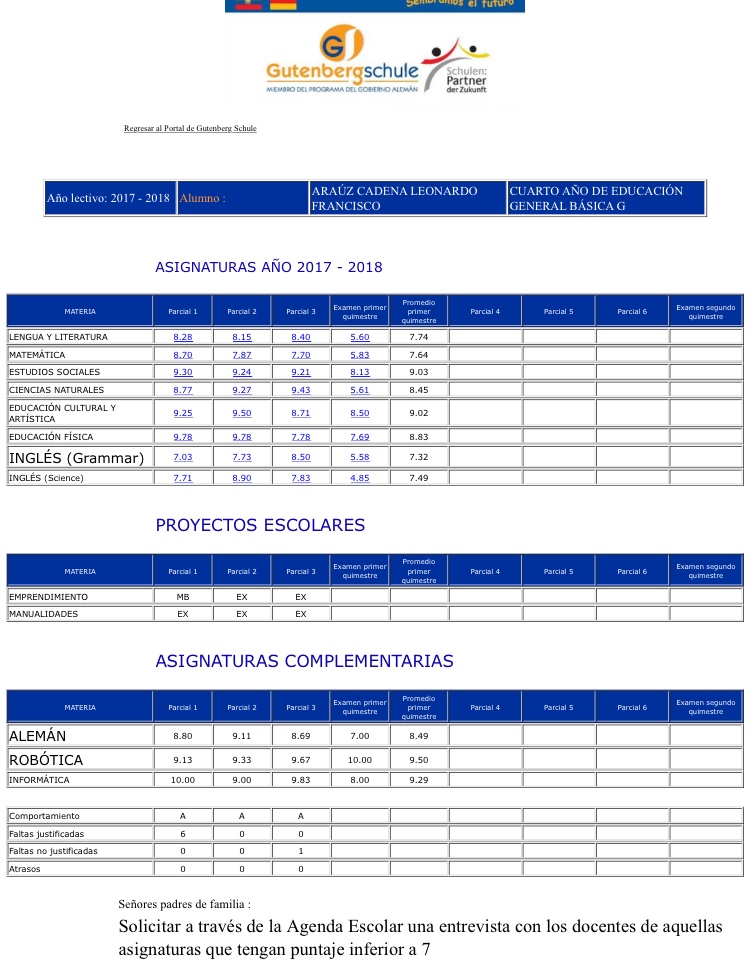 Sembramos el futuro
Gutenbergschule
MIEMBRO DEL PROGRAMA DEL GOBIERNO ALEMÁN
Schulen:
Partner
der Zukunft
Regresar al Portal de Gutenberg Schule
Año lectivo: 2017 - 2018 Alumno : ARAÚZ CADENA LEONARDO FRANCISCO CUARTO AÑO DE EDUCACIÓN GENERAL BÁSICA G
ASIGNATURAS AÑO 2017 - 2018
MATERIA Parcial 1 Parcial 2 Parcial 3 Examen primer quimestre Promedio primer quimestre Parcial 4 Parcial 5 Parcial 6 Examen segundo quimestre
LENGUA Y LITERATURA 8.28 8.15 8.40 5.60 7.74
MATEMÁTICA 8.70 7.87 7.70 5.83 7.64
ESTUDIOS SOCIALES 9.30 9.24 9.21 8.13 9.03
CIENCIAS NATURALES 8.77 9.27 9.43 5.61 8.45
EDUCACIÓN CULTURAL Y ARTÍSTICA 9.25 9.50 8.71 8.50 9.02
EDUCACIÓN FÍSICA 9.78 9.78 7.78 7.69 8.83
INGLÉS (Grammar) 7.03 7.73 8.50 5.58 7.32
INGLÉS (Science) 7.71 8.90 7.83 4.85 7.49
PROYECTOS ESCOLARES
MATERIA Parcial 1 Parcial 2 Parcial 3 Examen primer quimestre Promedio primer quimestre Parcial 4 Parcial 5 Parcial 6 Examen segundo quimestre
EMPRENDIMIENTO MB EX EX
MANUALIDADES EX EX EX
ASIGNATURAS COMPLEMENTARIAS
MATERIA Parcial 1 Parcial 2 Parcial 3 Examen primer quimestre Promedio primer quimestre Parcial 4 Parcial 5 Parcial 6 Examen segundo quimestre
ALEMÁN 8.80 9.11 8.69 7.00 8.49
ROBÓTICA 9.13 9.33 9.67 10.00 9.50
INFORMÁTICA 10.00 9.00 9.83 8.00 9.29
Comportamiento A A A
Faltas justificadas 6 0 0
Faltas no justificadas 0 0 1
Atrasos 0 0 0
Señores padres de familia :
Solicitar a través de la Agenda Escolar una entrevista con los docentes de aquellas
asignaturas que tengan puntaje inferior a 7